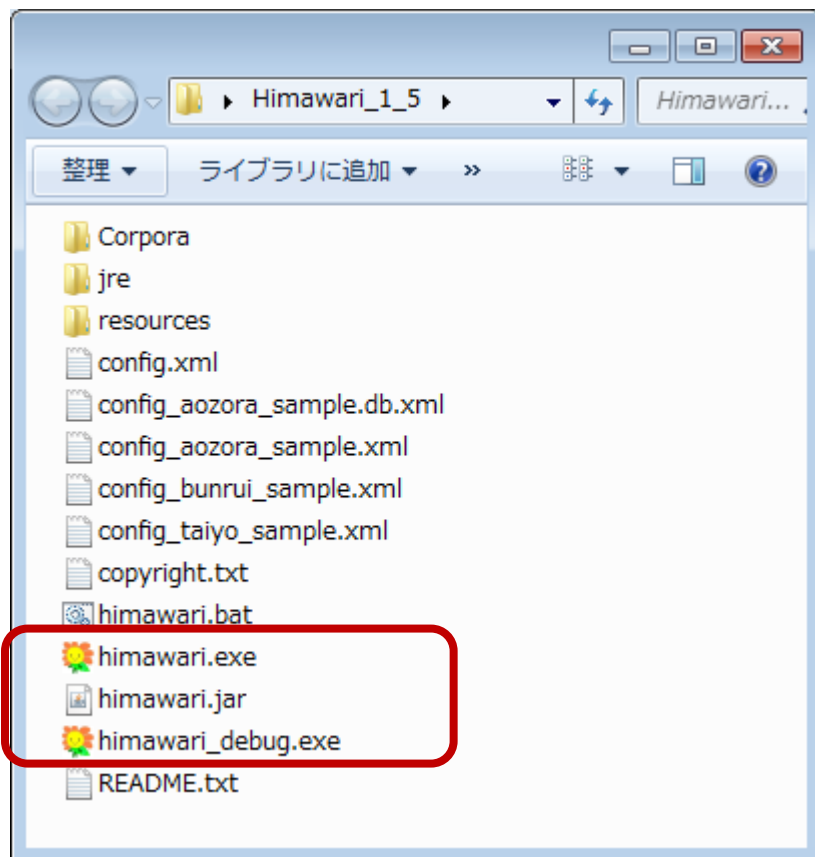 Himawari_1_5
Himawari...
整理
ライブラリに追加
»
Corpora
jre
resources
config.xml
config_aozora_sample.db.xml
config_aozora_sample.xml
config_bunrui_sample.xml
config_taiyo_sample.xml
copyright.txt
himawari.bat
himawari.exe
himawari.jar
himawari_debug.exe
README.txt